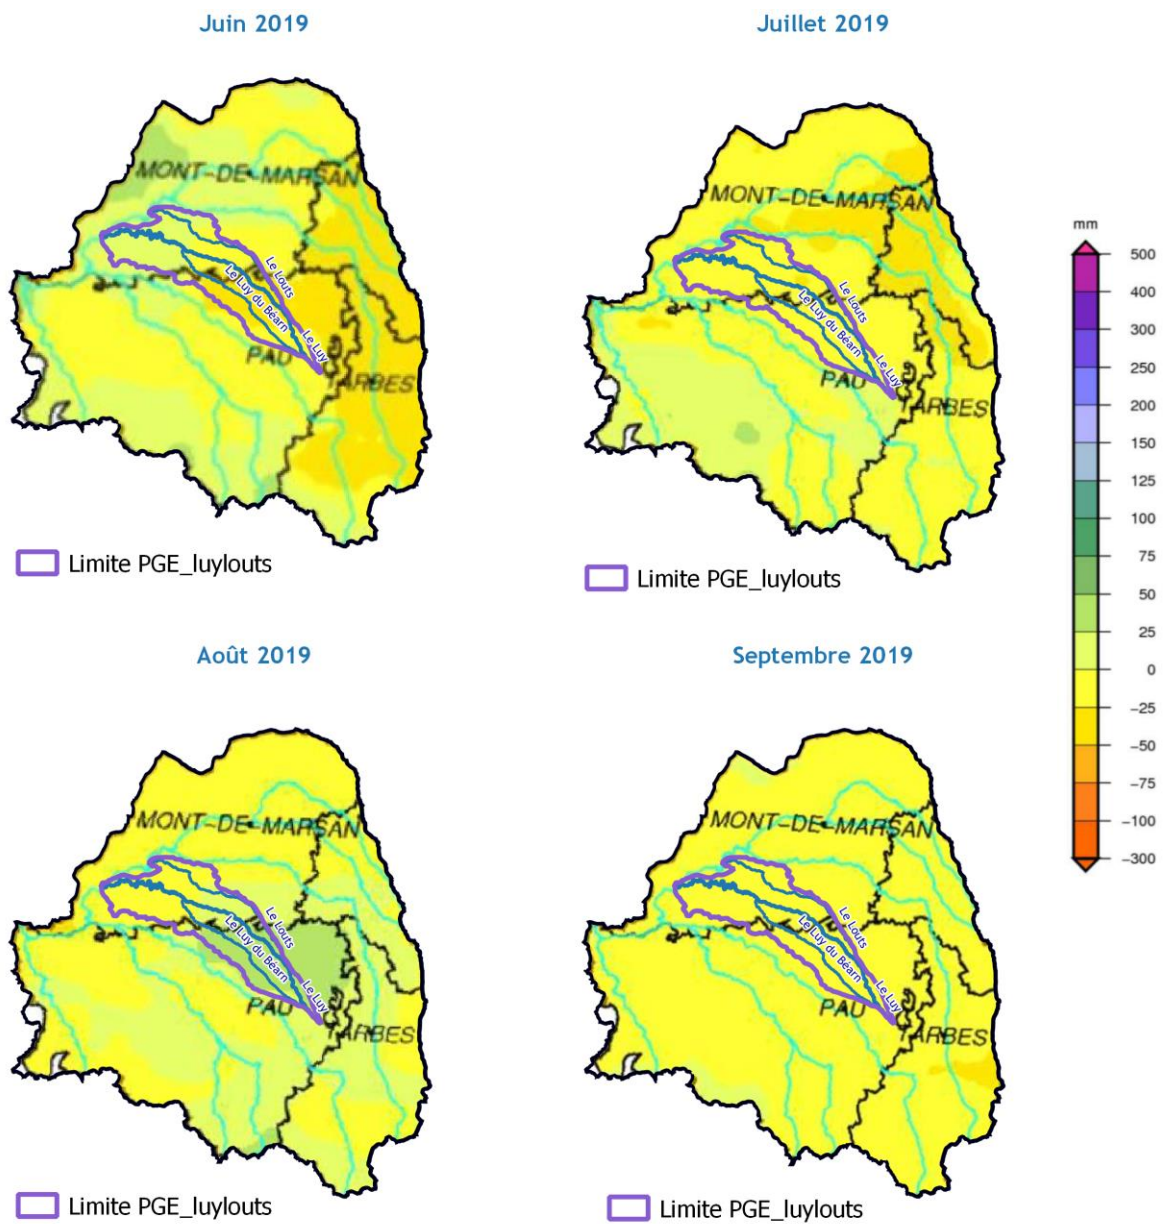 Juin 2019
Juillet 2019
MONT-DE-MARSAN
Le Louts
Le Luy du Béarn
Le Luy
PAU
TARBES
Limite PGE_luylouts
MONT-DE-MARSAN
Le Louts
Le Luy du Béarn
Le Luy
PAU
TARBES
Limite PGE_luylouts
mm
500
400
300
250
200
150
125
100
75
50
25
0
-25
-50
-75
-100
-300
Août 2019
Septembre 2019
MONT-DE-MARSAN
Le Louts
Le Luy du Béarn
Le Luy
PAU
TARBES
Limite PGE_luylouts
MONT-DE-MARSAN
Le Louts
Le Luy du Béarn
Le Luy
PAU
TARBES
Limite PGE_luylouts